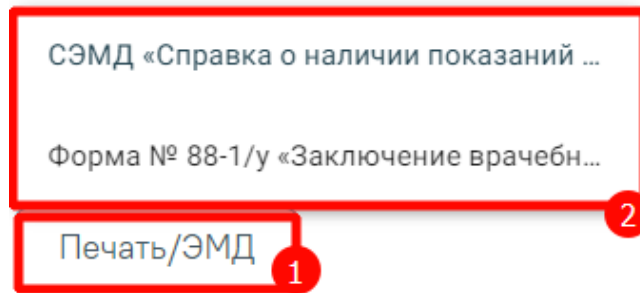 СЭМД «Справка о наличии показаний ...
Форма № 88-1/у «Заключение врачебн...
2
Печать/ЭМД
1